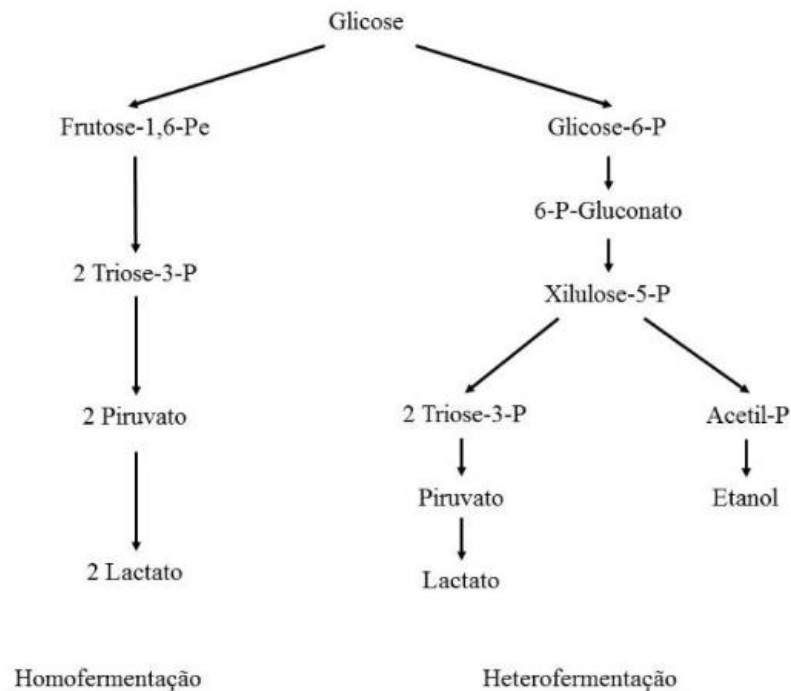 Glicose
Frutose-1,6-Pe
Glicose-6-P
6-P-Gluconato
2 Triose-3-P
Xilulose-5-P
2 Piruvato
2 Triose-3-P
Acetil-P
Piruvato
Etanol
2 Lactato
Lactato
Homofermentação
Heterofermentação